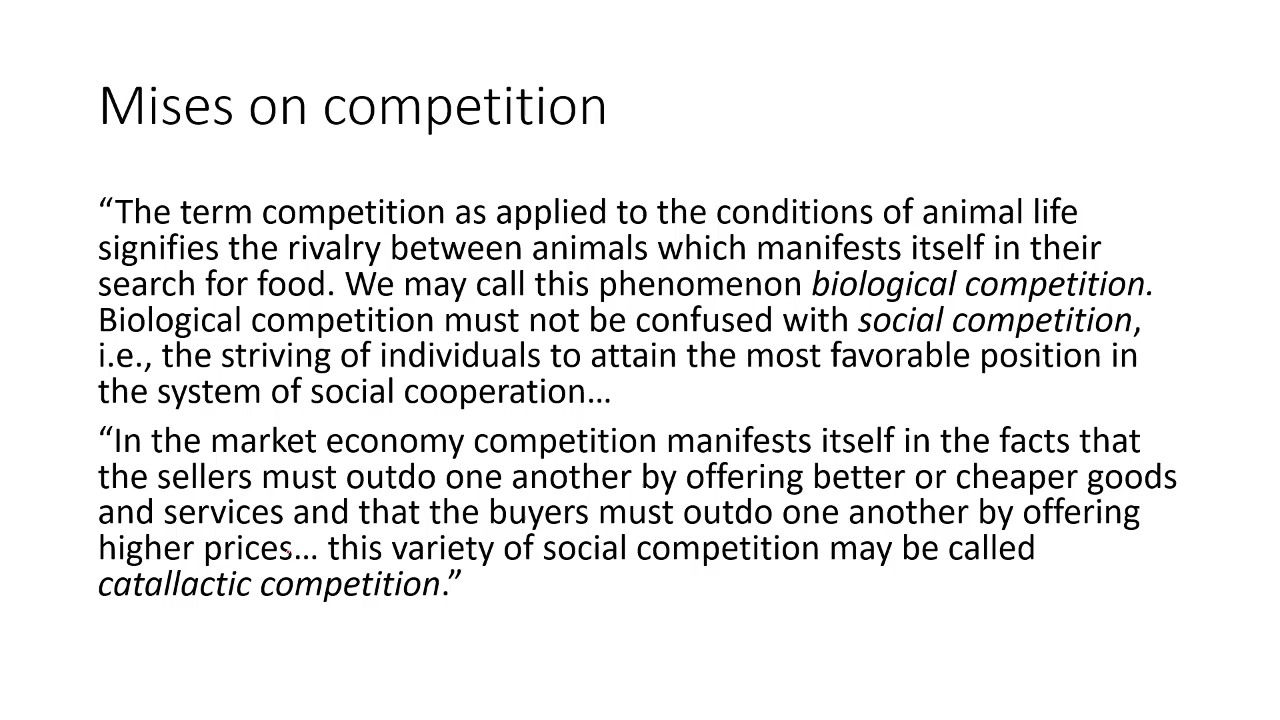 Mises on competition
“The term competition as applied to the conditions of animal life
signifies the rivalry between animals which manifests itself in their
search for food. We may call this phenomenon biological competition.
Biological competition must not be confused with social competition,
i.e., the striving of individuals to attain the most favorable position in
the system of social cooperation…
“In the market economy competition manifests itself in the facts that
the sellers must outdo one another by offering better or cheaper goods
and services and that the buyers must outdo one another by offering
higher prices… this variety of social competition may be called
catallactic competition.”